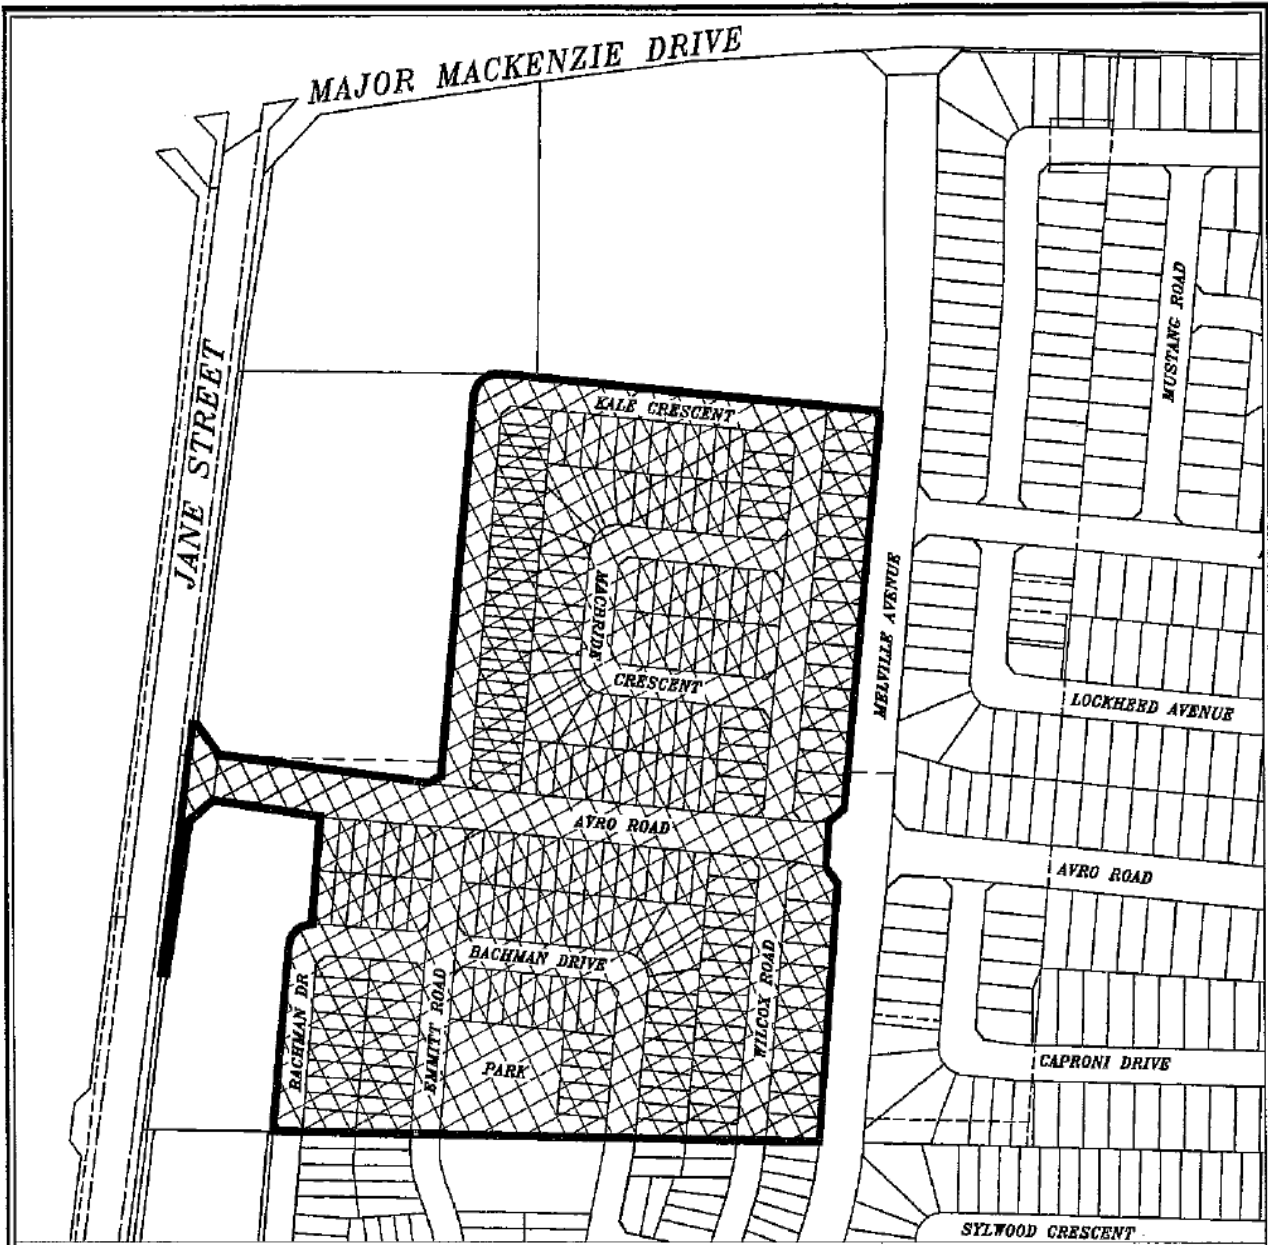 MAJOR MACKENZIE DRIVE
MUSTANG ROAD
JANE STREET
KALE CRESCENT
MACBRIDE
CRESCENT
MELVILLE AVENUE
LOCKHEED AVENUE
AVRO ROAD
AVRO ROAD
BACHMAN DRIVE
WILCOX ROAD
BACHMAN DR
EMMITT ROAD
PARK
CAPRONI DRIVE
SYLWOOD CRESCENT